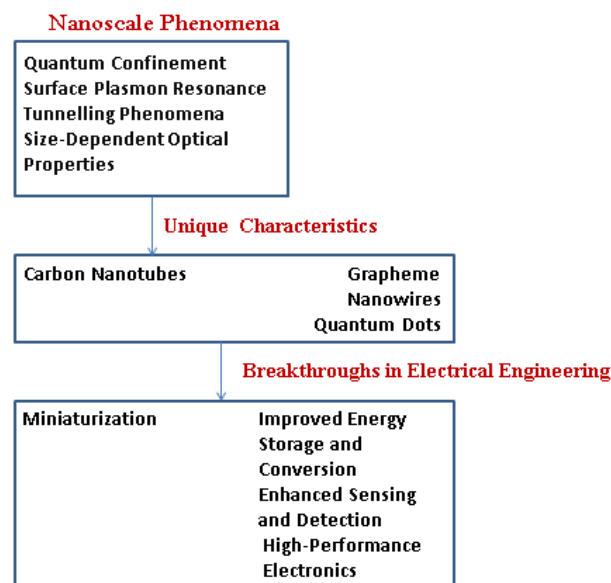 Nanoscale Phenomena
Quantum Confinement
Surface Plasmon Resonance
Tunnelling Phenomena
Size-Dependent Optical
Properties
Unique Characteristics
Carbon Nanotubes
Grapheme
Nanowires
Quantum Dots
Breakthroughs in Electrical Engineering
Miniaturization
Improved Energy
Storage and
Conversion
Enhanced Sensing
and Detection
High-Performance
Electronics